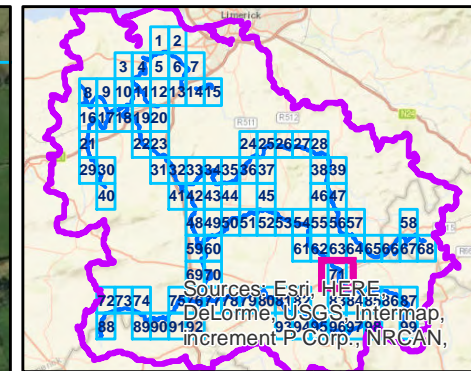 Limerick
1 2
3 4 5 6 7
8 9 10 11 12 13 14 15
16 17 18 19 20
R511 R512
N24
21 22 23 24 25 26 27 28
29 30 31 32 33 34 35 36 37 38 39
40 41 42 43 44 45 46 47
48 49 50 51 52 53 54 55 56 57 58
59 60 61 62 63 64 65 66 67 68
69 70
Sources: Esri, HERE,
DeLorme, USGS, Intermap,
increment P Corp., NRCAN,
72 73 74
88 89 90 91 92